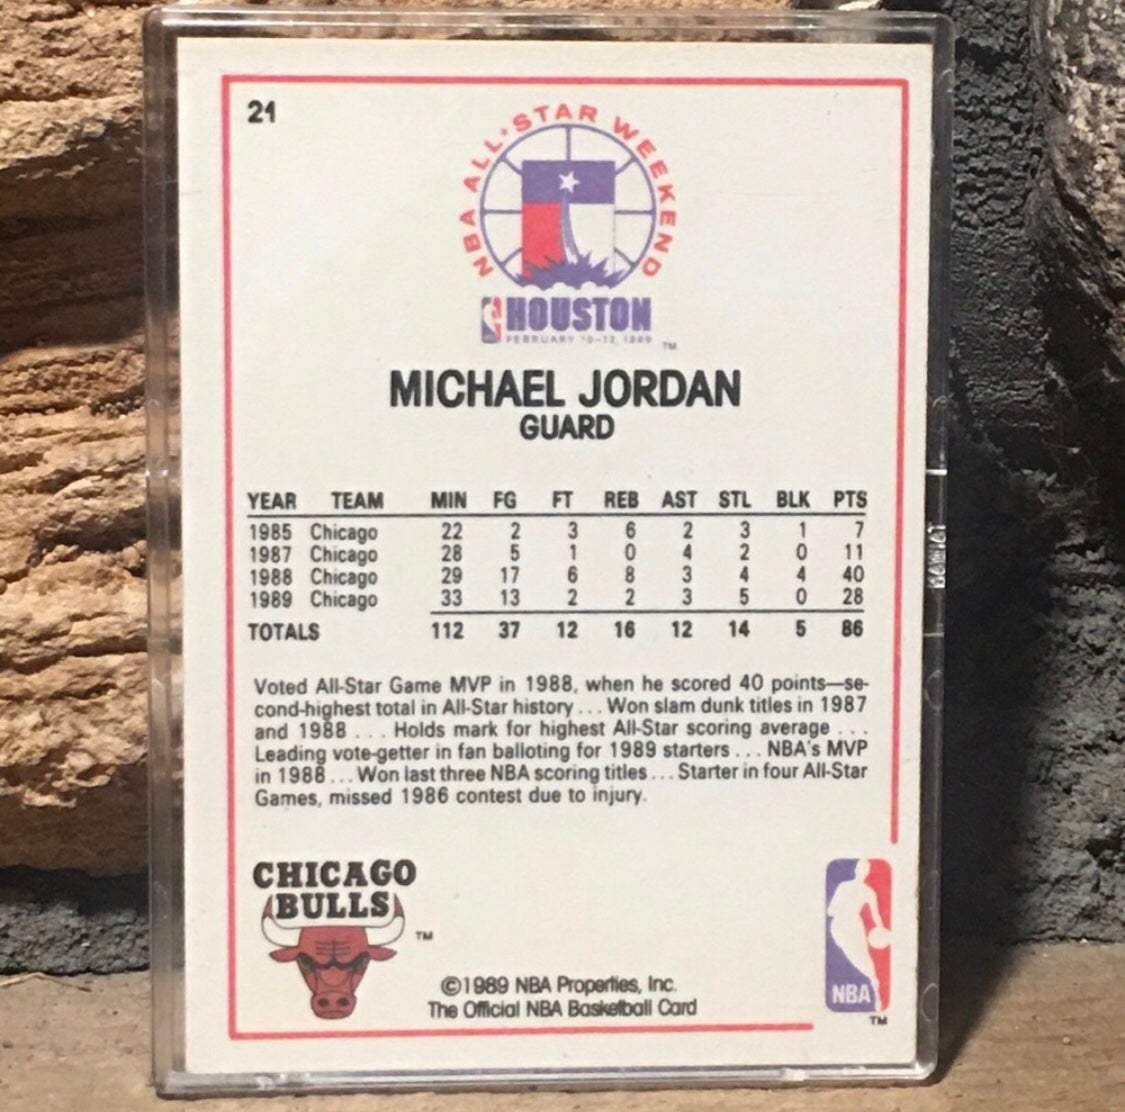 21
NBA ALL·STAR WEEKEND
HOUSTON
FEBRUARY 10-12, 1989
TM
MICHAEL JORDAN
GUARD
YEAR TEAM MIN FG FT REB AST STL BLK PTS
1985 Chicago 22 2 3 6 2 3 1 7
1987 Chicago 28 5 1 0 4 2 0 11
1988 Chicago 29 17 6 8 3 4 4 40
1989 Chicago 33 13 2 2 3 5 0 28
TOTALS 112 37 12 16 12 14 5 86
Voted All-Star Game MVP in 1988, when he scored 40 points—se-
cond-highest total in All-Star history . . . Won slam dunk titles in 1987
and 1988 . . . Holds mark for highest All-Star scoring average . . .
Leading vote-getter in fan balloting for 1989 starters . . . NBA's MVP
in 1988 . . . Won last three NBA scoring titles . . . Starter in four All-Star
Games, missed 1986 contest due to injury.
CHICAGO
BULLS
TM
©1989 NBA Properties, Inc.
The Official NBA Basketball Card
NBA
TM